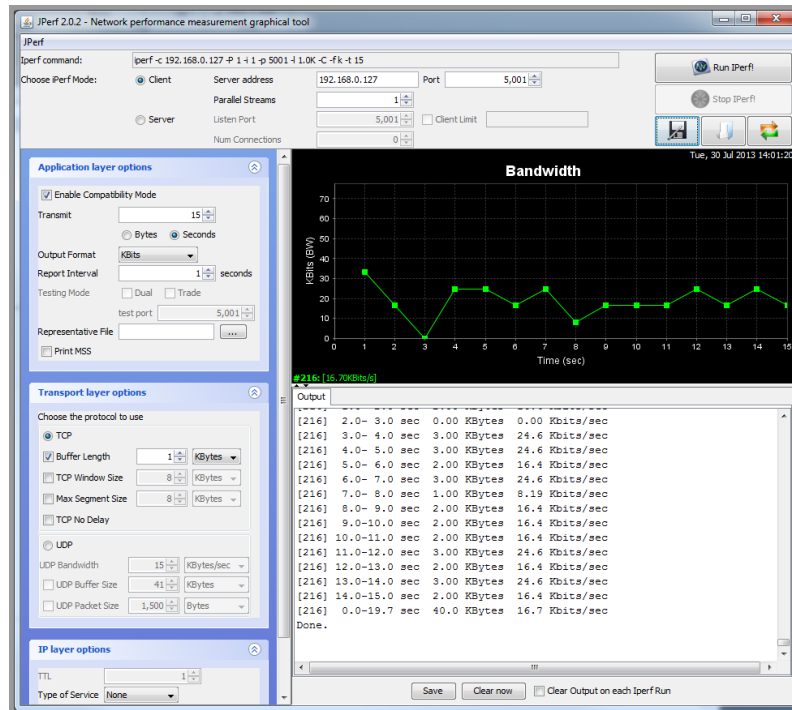 JPerf 2.0.2 - Network performance measurement graphical tool
JPerf
Iperf command: iperf -c 192.168.0.127 -P 1 -i 1 -p 5001 -l 1.0K -C -f k -t 15
Run IPerf!
Choose iPerf Mode: Client Server address 192.168.0.127 Port 5,001
Parallel Streams 1
Stop IPerf!
Server Listen Port 5,001 Client Limit
Num Connections 0
Application layer options
Enable Compatibility Mode
Transmit 15
Bytes Seconds
Output Format KBits
Report Interval 1 seconds
Testing Mode Dual Trade
test port 5,001
Representative File ...
Print MSS
Transport layer options
Choose the protocol to use
TCP
Buffer Length 1 KBytes
TCP Window Size 8 KBytes
Max Segment Size 8 KBytes
TCP No Delay
UDP
UDP Bandwidth 15 KBytes/sec
UDP Buffer Size 41 KBytes
UDP Packet Size 1,500 Bytes
IP layer options
TTL 1
Type of Service None
Tue, 30 Jul 2013 14:01:20
Bandwidth
KBits (BW)
70
60
50
40
30
20
10
0
0 1 2 3 4 5 6 7 8 9 10 11 12 13 14 15
Time (sec)
#216: [16.70KBits/s]
Output
[216] 2.0- 3.0 sec 0.00 KBytes 0.00 Kbits/sec
[216] 3.0- 4.0 sec 3.00 KBytes 24.6 Kbits/sec
[216] 4.0- 5.0 sec 3.00 KBytes 24.6 Kbits/sec
[216] 5.0- 6.0 sec 2.00 KBytes 16.4 Kbits/sec
[216] 6.0- 7.0 sec 3.00 KBytes 24.6 Kbits/sec
[216] 7.0- 8.0 sec 1.00 KBytes 8.19 Kbits/sec
[216] 8.0- 9.0 sec 2.00 KBytes 16.4 Kbits/sec
[216] 9.0-10.0 sec 2.00 KBytes 16.4 Kbits/sec
[216] 10.0-11.0 sec 2.00 KBytes 16.4 Kbits/sec
[216] 11.0-12.0 sec 3.00 KBytes 24.6 Kbits/sec
[216] 12.0-13.0 sec 2.00 KBytes 16.4 Kbits/sec
[216] 13.0-14.0 sec 3.00 KBytes 24.6 Kbits/sec
[216] 14.0-15.0 sec 2.00 KBytes 16.4 Kbits/sec
[216] 0.0-19.7 sec 40.0 KBytes 16.7 Kbits/sec
Done.
Save Clear now Clear Output on each Iperf Run